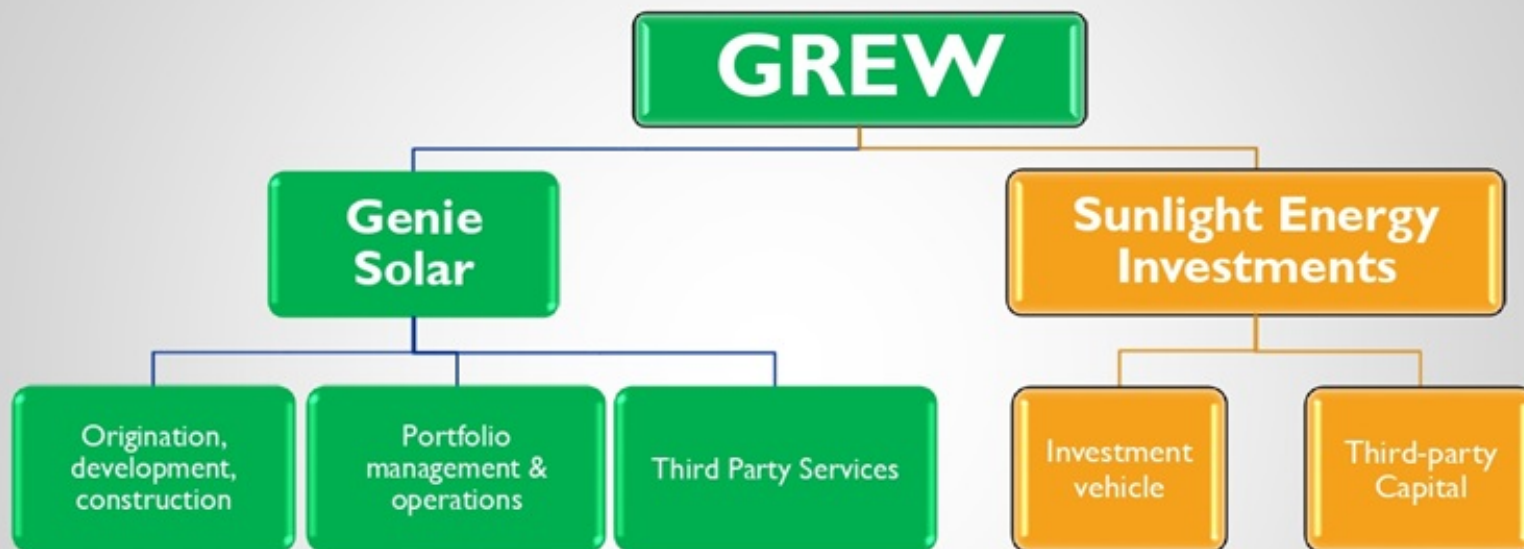 GREW
Genie
Solar
Sunlight Energy
Investments
Origination,
development,
construction
Portfolio
management &
operations
Third Party Services
Investment
vehicle
Third-party
Capital